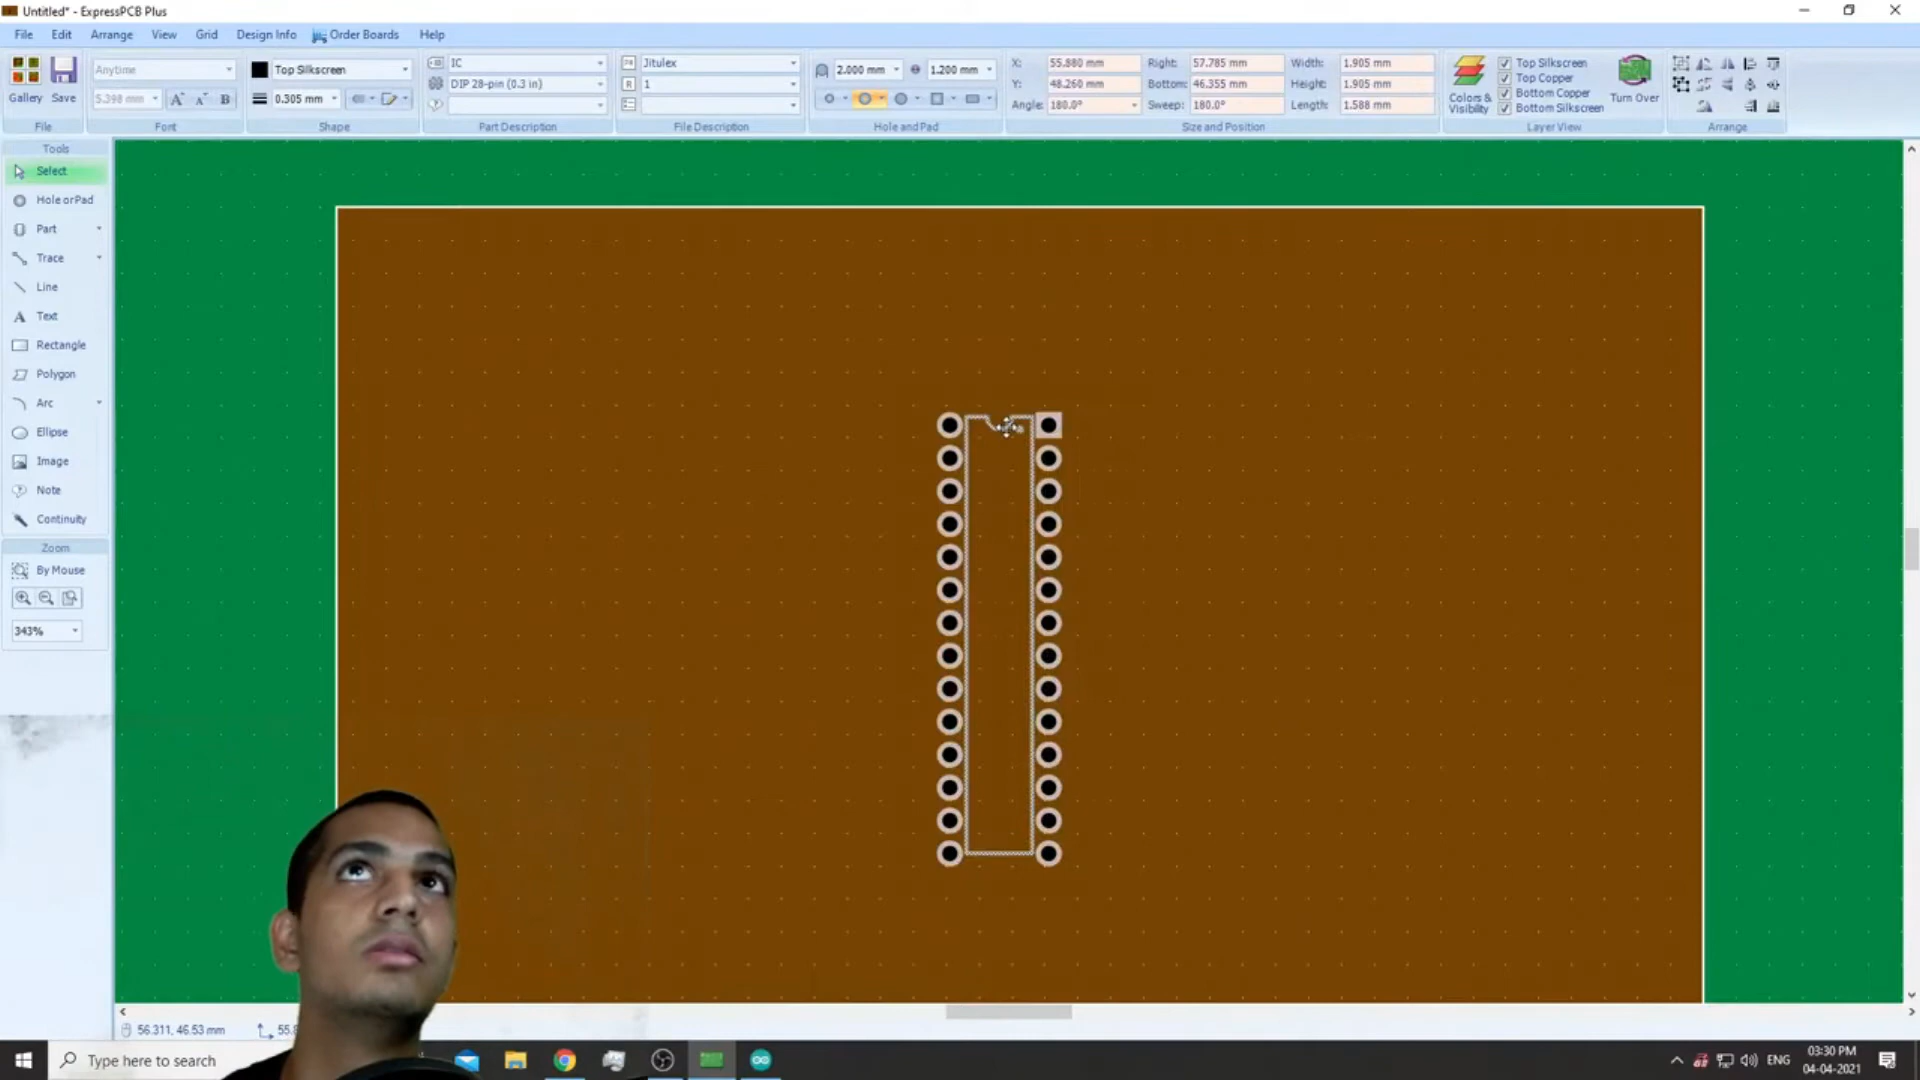 Untitled* - ExpressPCB Plus
File Edit Arrange View Grid Design Info Order Boards Help
Anytime Top Silkscreen IC Jitulex 2.000 mm 1.200 mm X: 55.880 mm Right: 57.785 mm Width: 1.905 mm Top Silkscreen
DIP 28-pin (0.3 in) R 1 Y: 48.260 mm Bottom: 46.355 mm Height: 1.905 mm Top Copper
Gallery Save 5.398 mm A A B 0.305 mm Angle: 180.0° Sweep: 180.0° Length: 1.588 mm Colors & Visibility Bottom Copper Turn Over
Bottom Silkscreen
File Font Shape Part Description File Description Hole and Pad Size and Position Layer View Arrange
Tools
Select
Hole or Pad
Part
Trace
Line
A Text
Rectangle
Polygon
Arc
Ellipse
Image
Note
Continuity
Zoom
By Mouse
343%
56.311, 46.53 mm 55.8
Type here to search
ENG
03:30 PM
04-04-2021